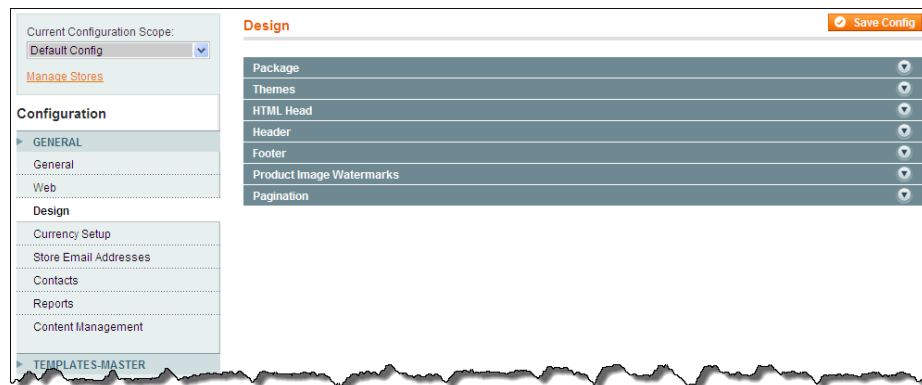 Current Configuration Scope:
Default Config
Manage Stores
Configuration
GENERAL
General
Web
Design
Currency Setup
Store Email Addresses
Contacts
Reports
Content Management
TEMPLATES-MASTER
Design
Save Config
Package
Themes
HTML Head
Header
Footer
Product Image Watermarks
Pagination